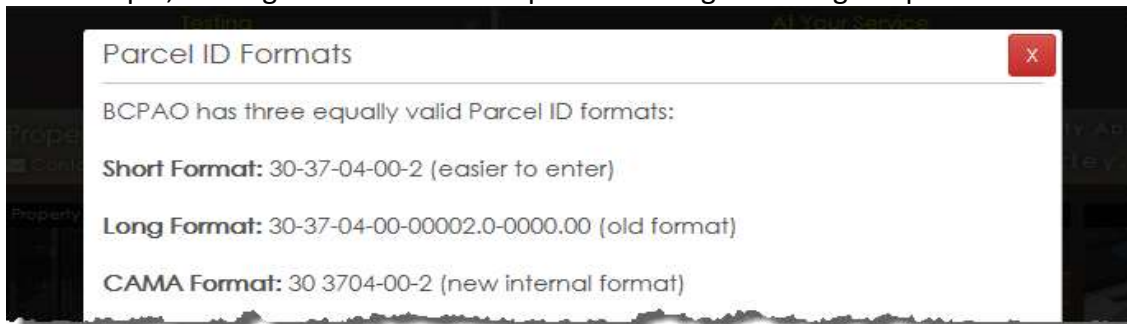 Testing
At Your Service
Parcel ID Formats
X
BCPAO has three equally valid Parcel ID formats:
Short Format: 30-37-04-00-2 (easier to enter)
Property
Long Format: 30-37-04-00-00002.0-0000.00 (old format)
CAMA Format: 30 3704-00-2 (new internal format)